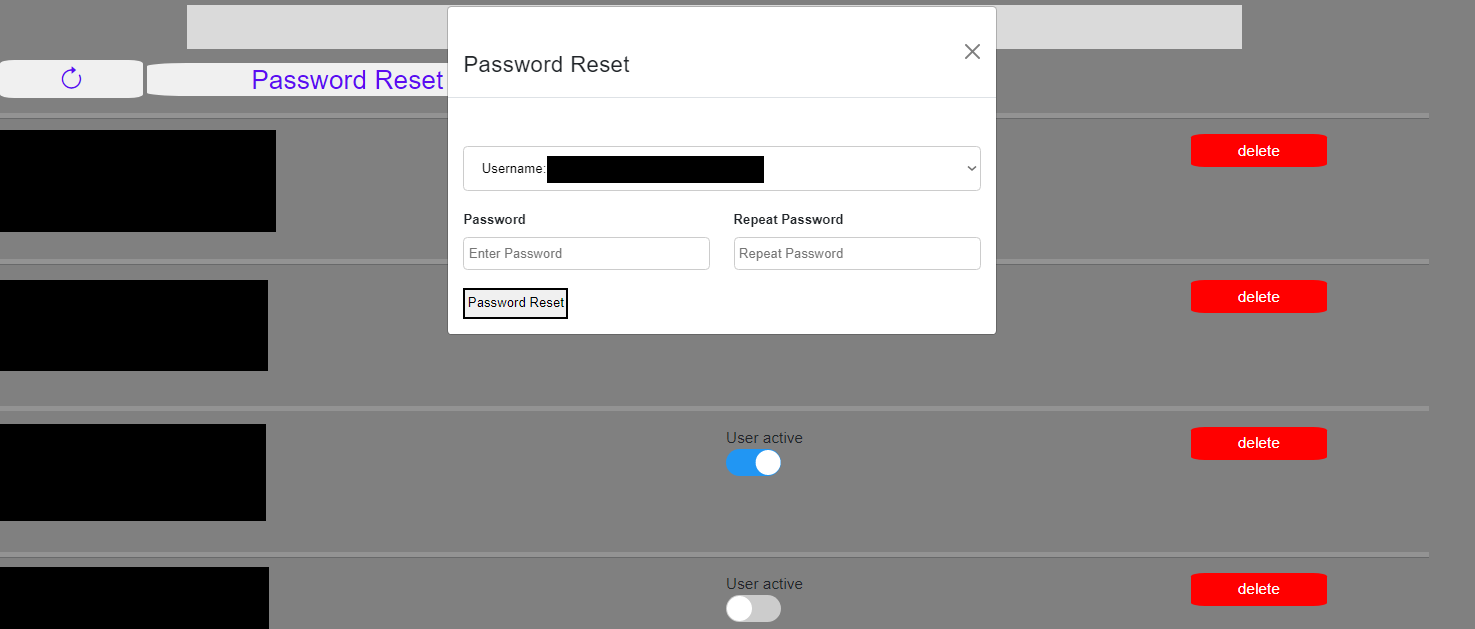 Password Reset
Password Reset
delete
Username:
Password
Repeat Password
Enter Password
Repeat Password
Password Reset
delete
User active
delete
User active
delete